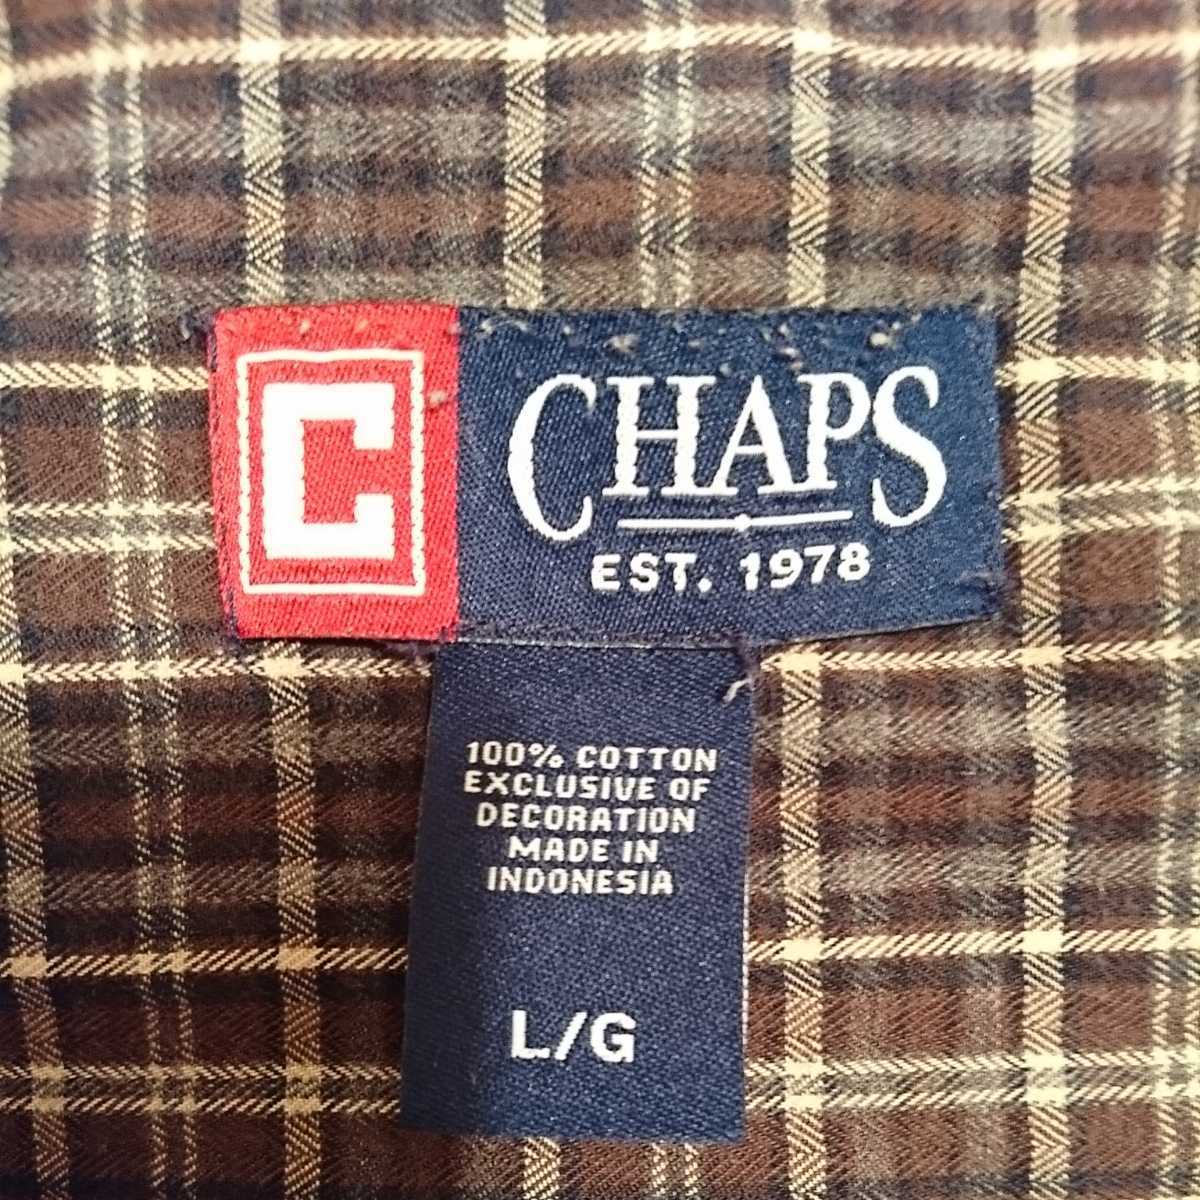 C
CHAPS
EST. 1978
100% COTTON
EXCLUSIVE OF
DECORATION
MADE IN
INDONESIA
L/G